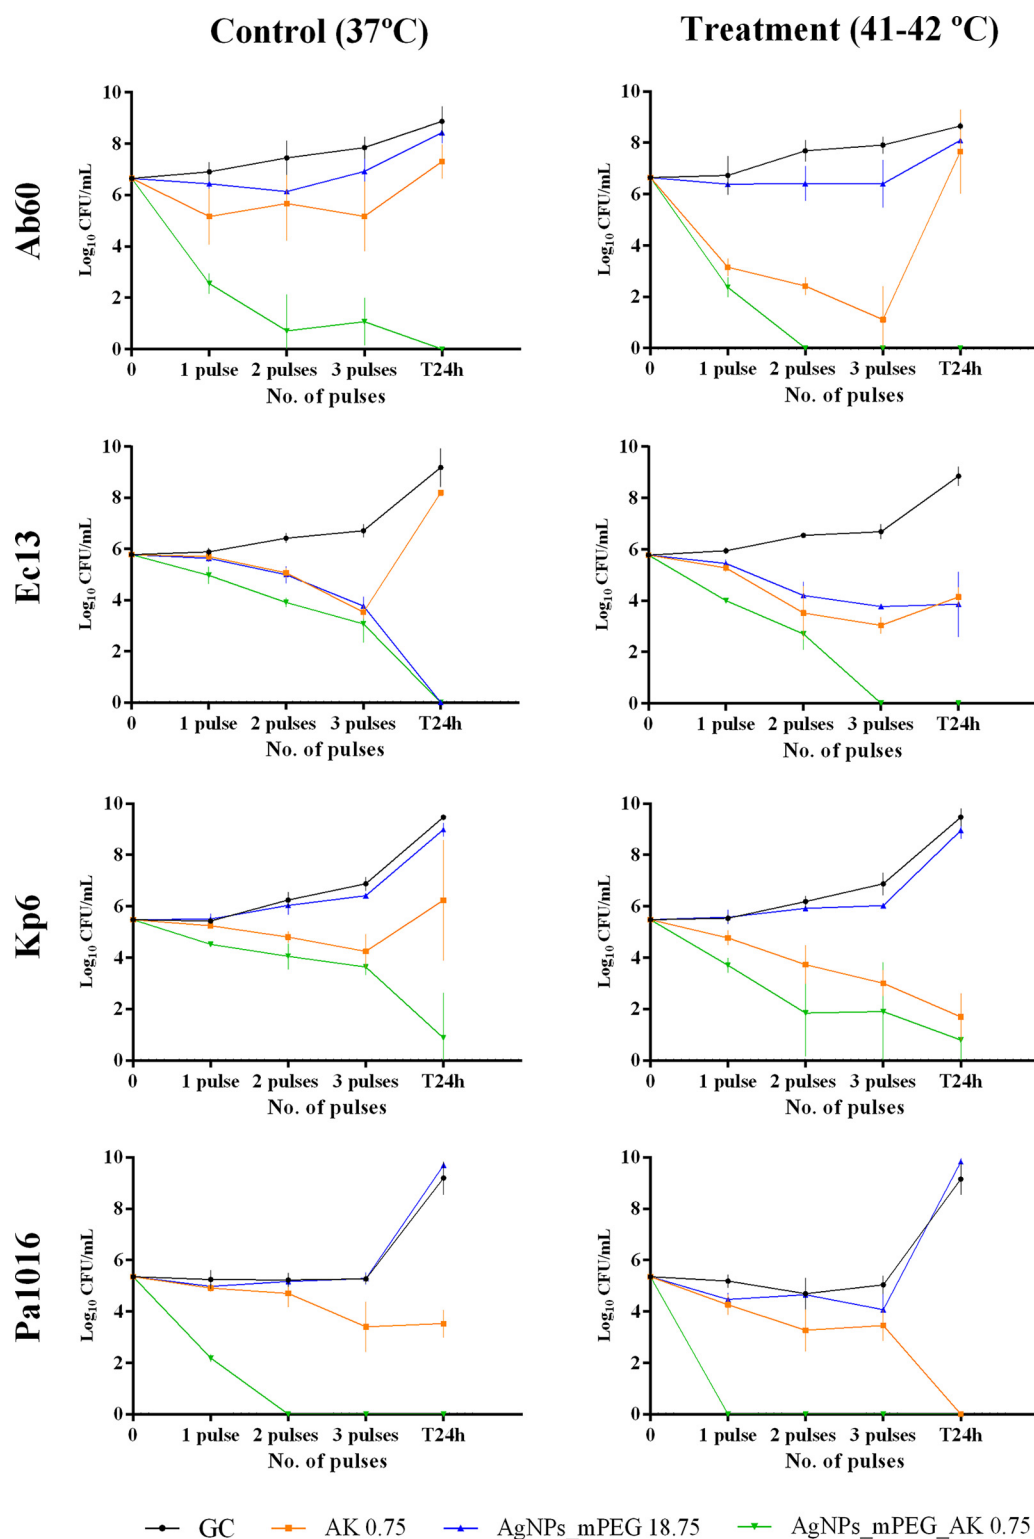 Control (37ºC)
Treatment (41-42 ºC)
Ab60
Log10 CFU/mL
10
8
6
4
2
0
0 1 pulse 2 pulses 3 pulses T24h
No. of pulses
Log10 CFU/mL
10
8
6
4
2
0
0 1 pulse 2 pulses 3 pulses T24h
No. of pulses
Ec13
Log10 CFU/mL
10
8
6
4
2
0
0 1 pulse 2 pulses 3 pulses T24h
No. of pulses
Log10 CFU/mL
10
8
6
4
2
0
0 1 pulse 2 pulses 3 pulses T24h
No. of pulses
Kp6
Log10 CFU/mL
10
8
6
4
2
0
0 1 pulse 2 pulses 3 pulses T24h
No. of pulses
Log10 CFU/mL
10
8
6
4
2
0
0 1 pulse 2 pulses 3 pulses T24h
No. of pulses
Pa1016
Log10 CFU/mL
10
8
6
4
2
0
0 1 pulse 2 pulses 3 pulses T24h
No. of pulses
Log10 CFU/mL
10
8
6
4
2
0
0 1 pulse 2 pulses 3 pulses T24h
No. of pulses
GC AK 0.75 AgNPs_mPEG 18.75 AgNPs_mPEG_AK 0.75